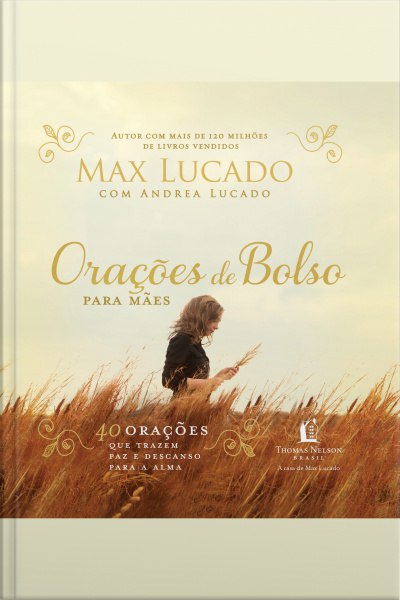 AUTOR COM MAIS DE 120 MILHÕES
DE LIVROS VENDIDOS
MAX LUCADO
COM ANDREA LUCADO
Orações de Bolso
PARA MÃES
40 ORAÇÕES
QUE TRAZEM
PAZ E DESCANSO
PARA A ALMA
THOMAS NELSON
BRASIL
A casa de Max Lucado